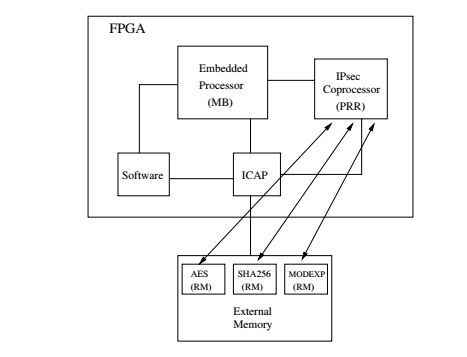 FPGA
Embedded
Processor
(MB)
IPsec
Coprocessor
(PRR)
Software
ICAP
AES
(RM)
SHA256
(RM)
MODEXP
(RM)
External
Memory